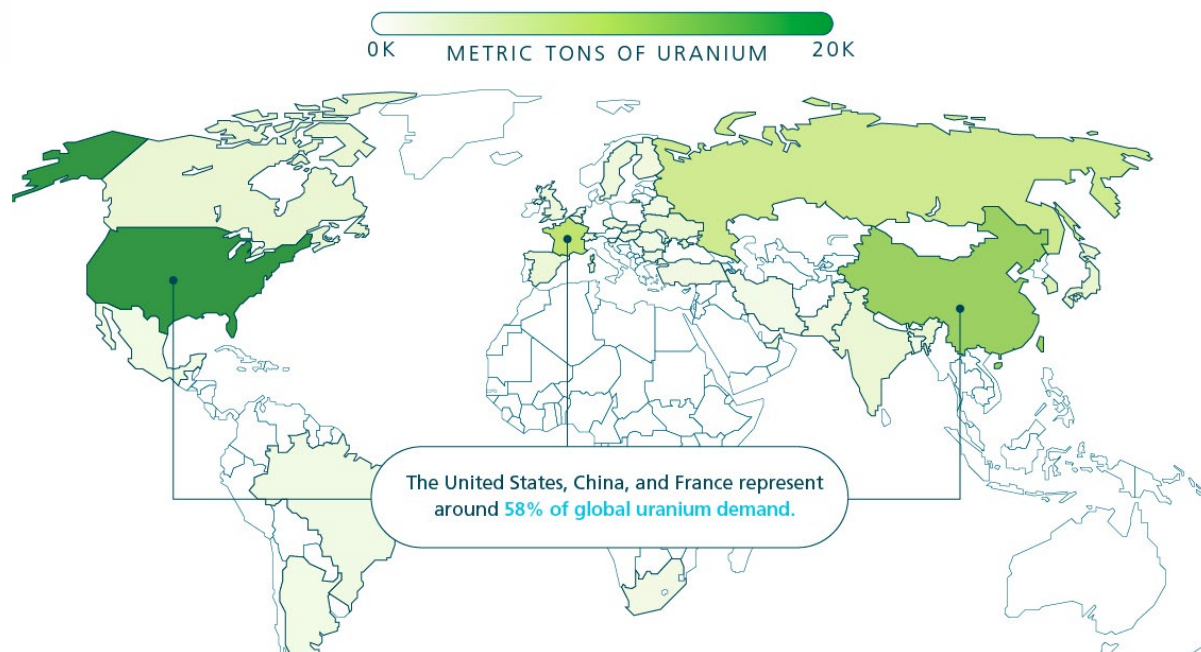 0K METRIC TONS OF URANIUM 20K
The United States, China, and France represent
around 58% of global uranium demand.